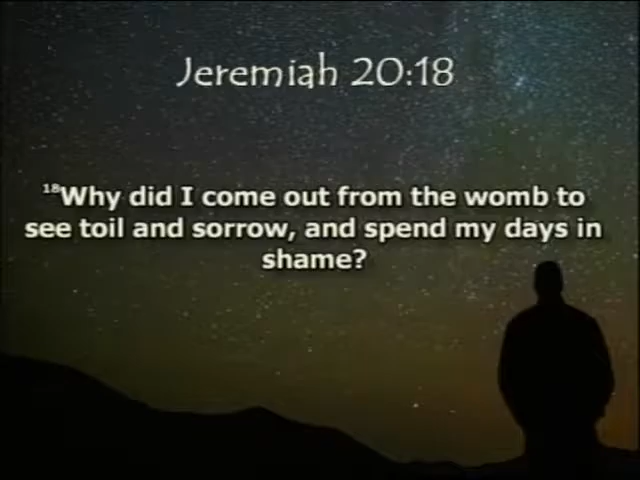 Jeremiah 20:18
¹⁸Why did I come out from the womb to
see toil and sorrow, and spend my days in
shame?